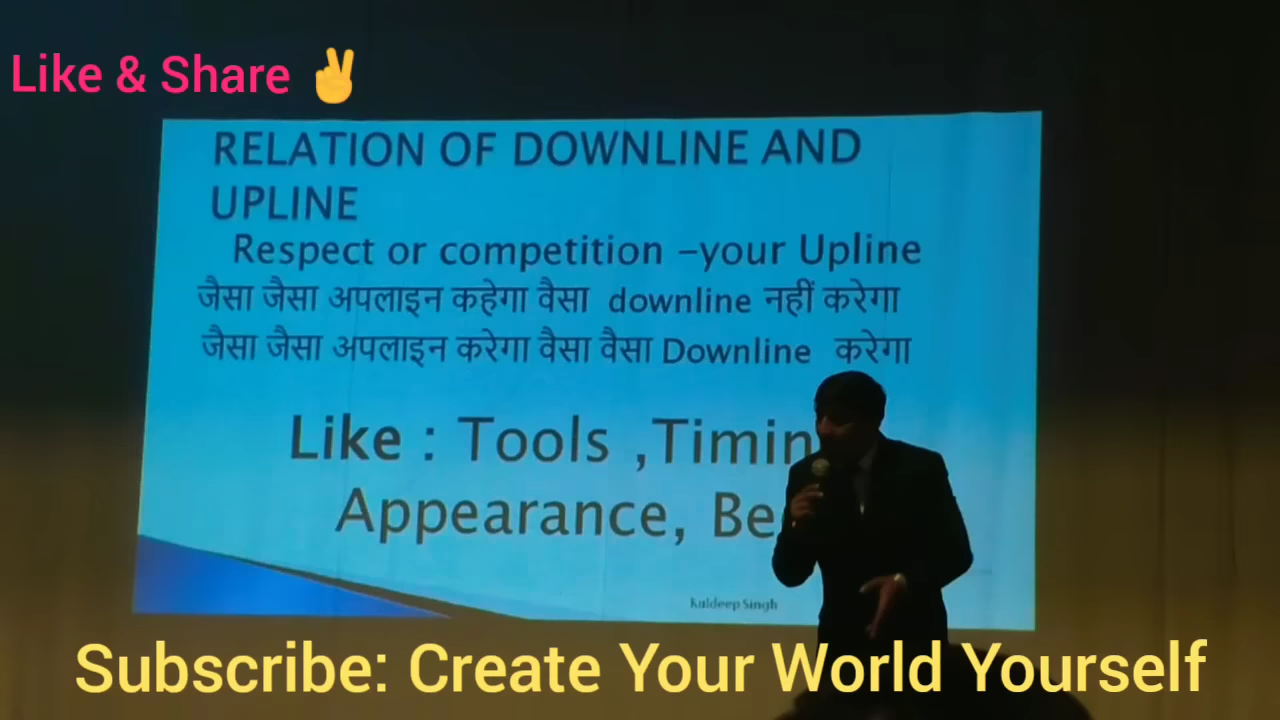 Like & Share ✌
RELATION OF DOWNLINE AND
UPLINE
Respect or competition –your Upline
जैसा जैसा अपलाइन कहेगा वैसा downline नहीं करेगा
जैसा जैसा अपलाइन करेगा वैसा वैसा Downline करेगा
Like : Tools ,Timin
Appearance, Be
Kuldeep Singh
Subscribe: Create Your World Yourself